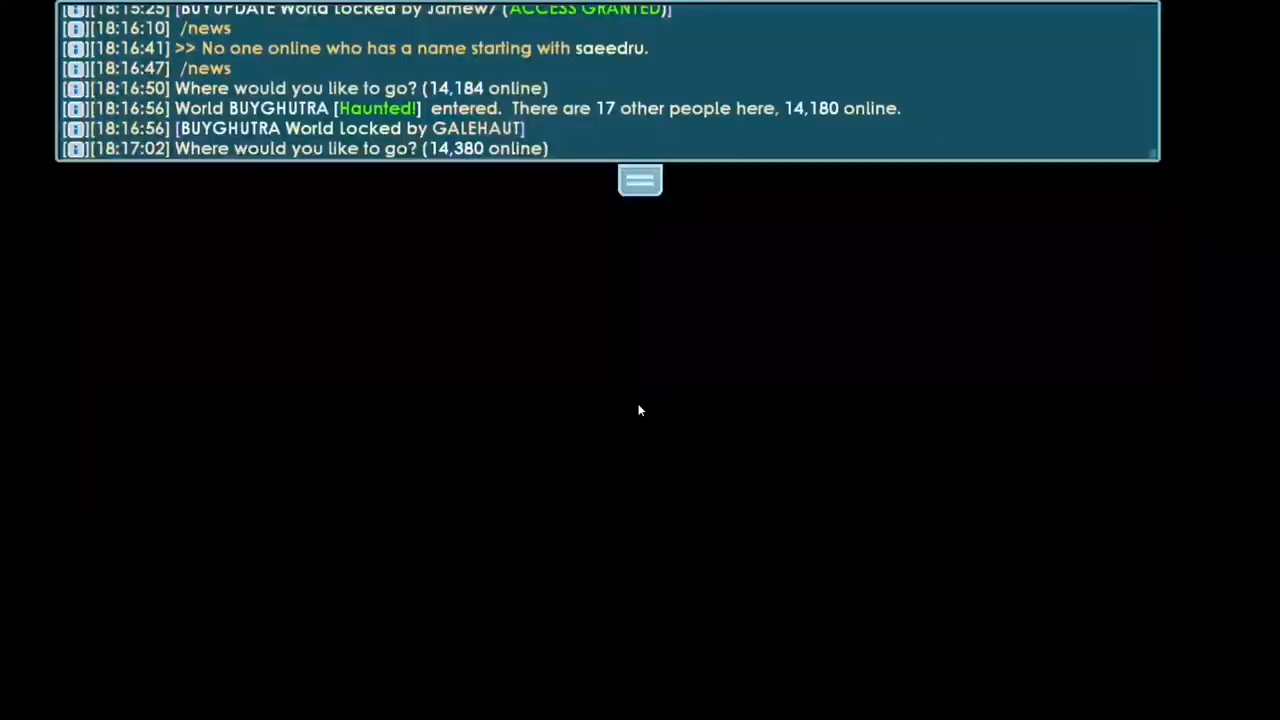 [i][18:15:25] [BUYUPDATE World Locked by Jamew7 (ACCESS GRANTED)]
[i][18:16:10] /news
[i][18:16:41] >> No one online who has a name starting with saeedru.
[i][18:16:47] /news
[i][18:16:50] Where would you like to go? (14,184 online)
[i][18:16:56] World BUYGHUTRA [Haunted!] entered. There are 17 other people here, 14,180 online.
[i][18:16:56] [BUYGHUTRA World Locked by GALEHAUT]
[i][18:17:02] Where would you like to go? (14,380 online)